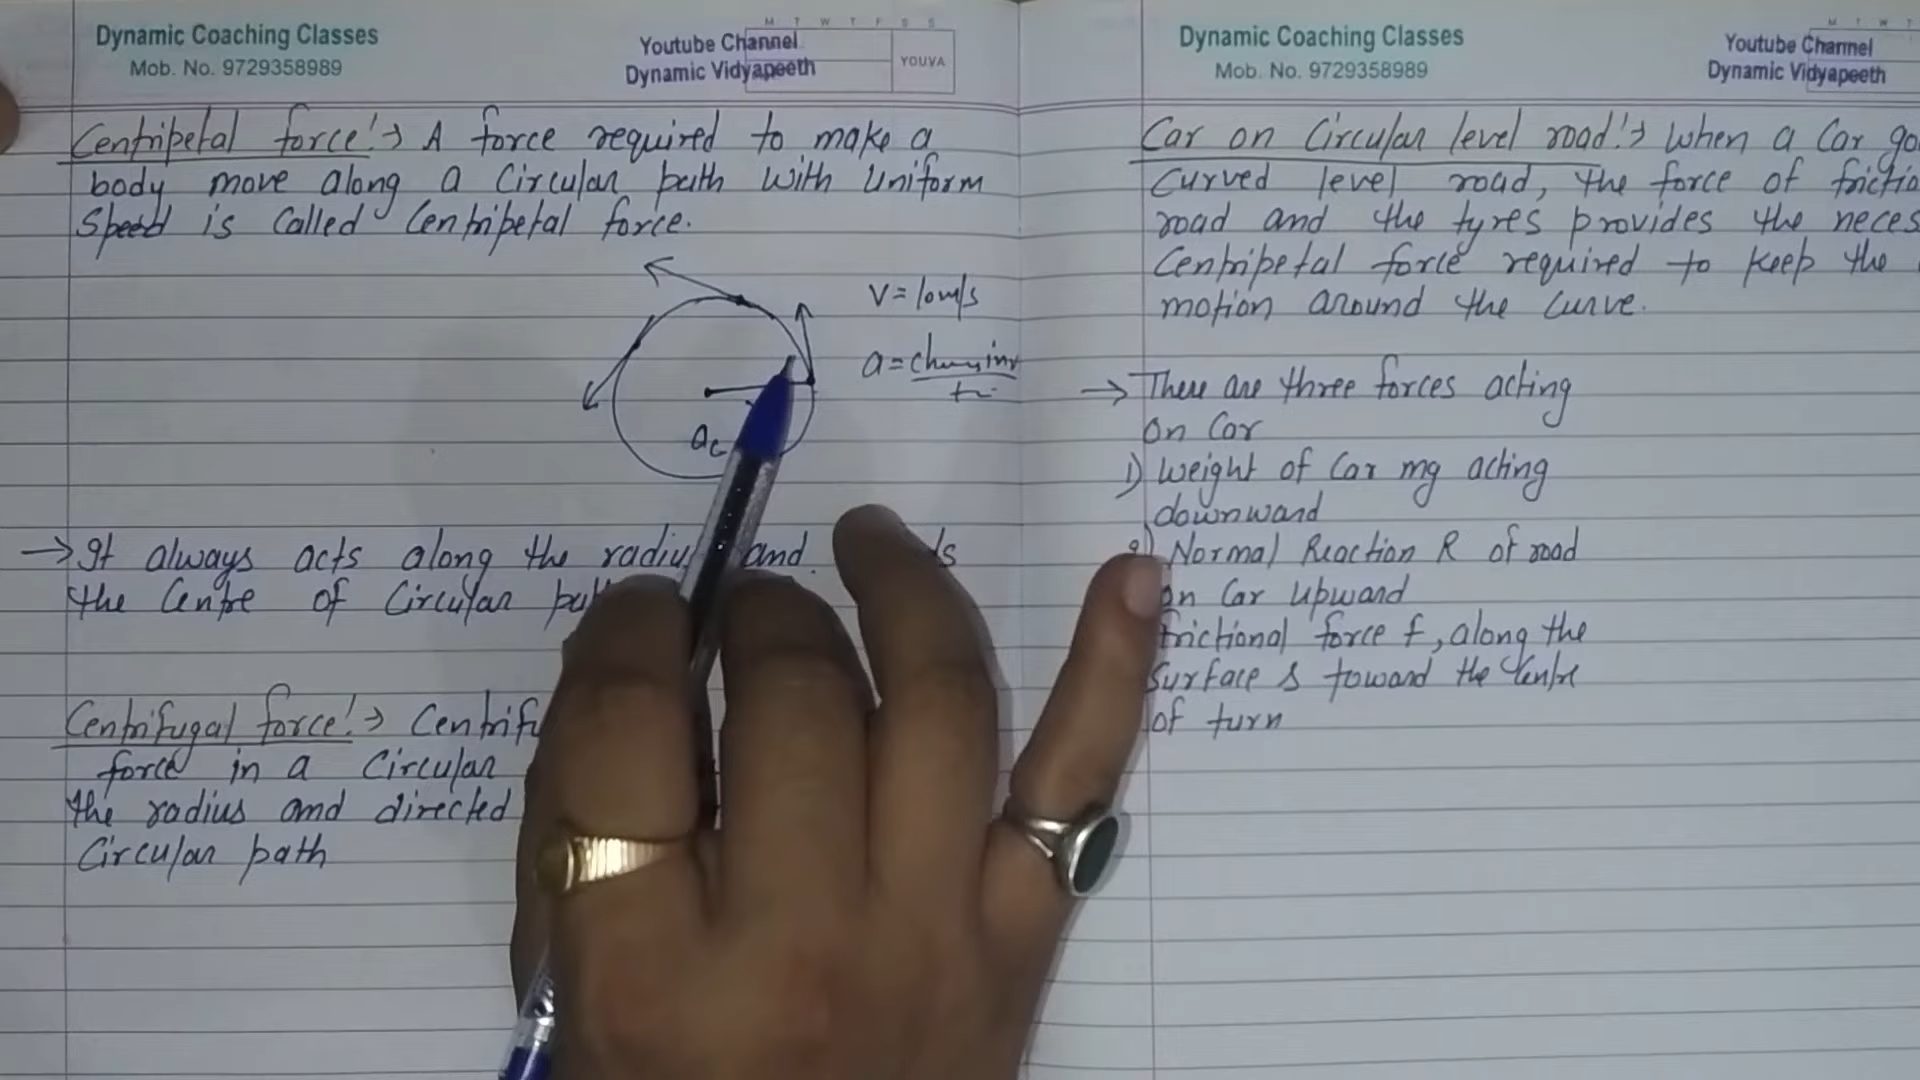 Dynamic Coaching Classes
Mob. No. 9729358989
M T W T F S S
Youtube Channel
Dynamic Vidyapeeth
YOUVA
Centripetal force:→ A force required to make a
body move along a Circular path with uniform
Speed is Called Centripetal force.
V = 10m/s
a =
ac
→ It always acts along the radius and
the Centre of Circular
Centrifugal force:→
force in a Circular
the radius and directed
Circular path
Dynamic Coaching Classes
Mob. No. 9729358989
M T W T
Youtube Channel
Dynamic Vidyapeeth
Car on Circular level road:→ When a Car
Curved level road, the force of
road and the tyres provides the
Centripetal force required to keep the
motion around the Curve.
→ There are three forces acting
on Car
1) Weight of Car mg acting
downward
Normal Reaction R of road
on Car Upward
frictional force f, along the
Surface & toward the Centre
of turn